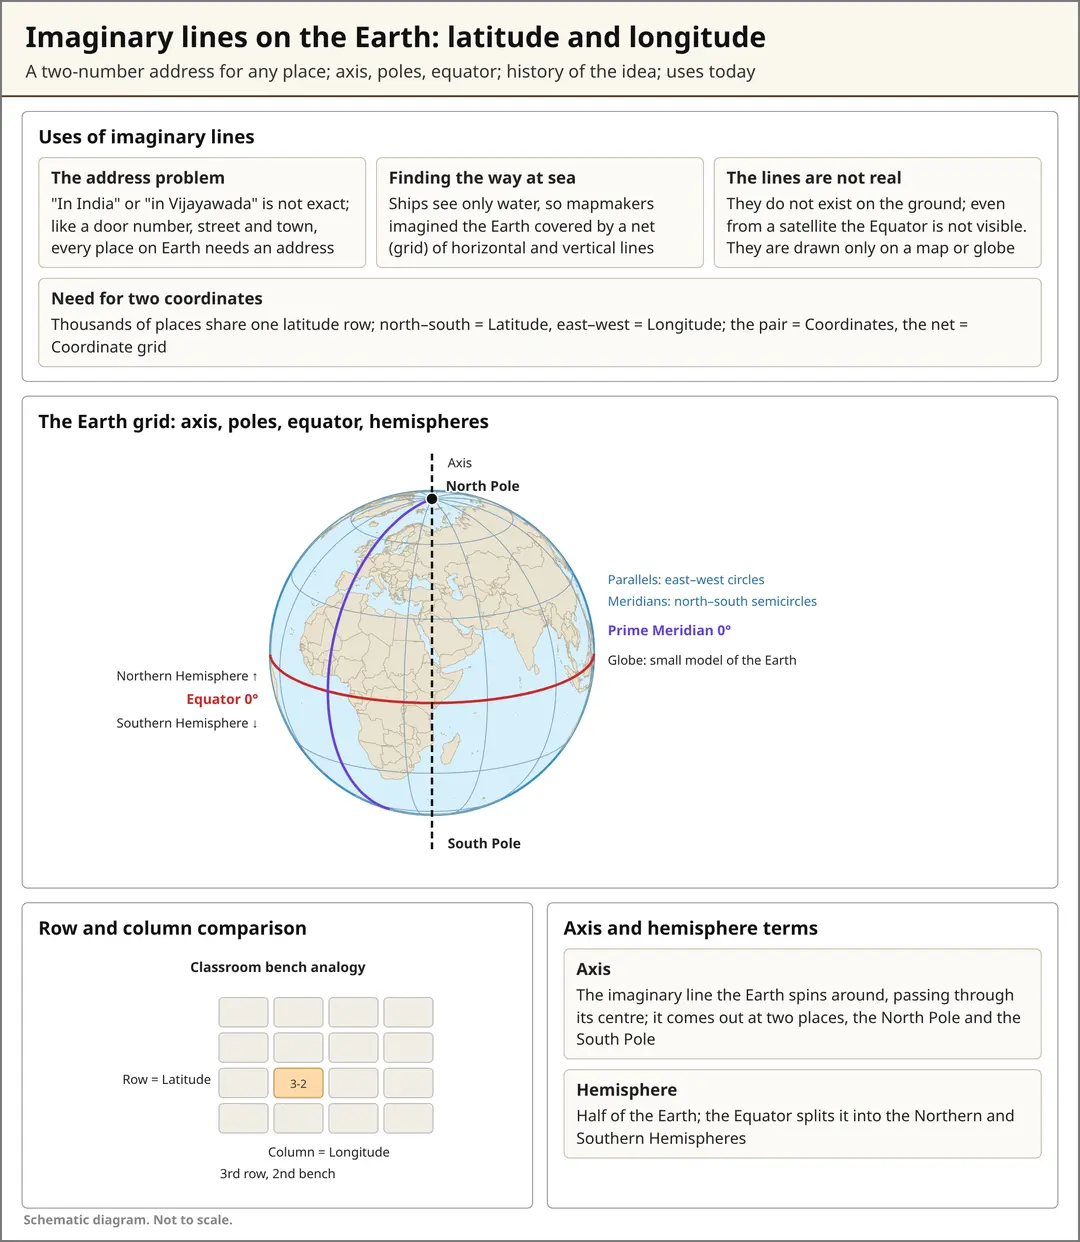 Imaginary lines on the Earth: latitude and longitude
A two-number address for any place; axis, poles, equator; history of the idea; uses today
Uses of imaginary lines
The address problem
"In India" or "in Vijayawada" is not exact;
like a door number, street and town,
every place on Earth needs an address
Finding the way at sea
Ships see only water, so mapmakers
imagined the Earth covered by a net
(grid) of horizontal and vertical lines
The lines are not real
They do not exist on the ground; even
from a satellite the Equator is not visible.
They are drawn only on a map or globe
Need for two coordinates
Thousands of places share one latitude row; north–south = Latitude, east–west = Longitude; the pair = Coordinates, the net =
Coordinate grid
The Earth grid: axis, poles, equator, hemispheres
Axis
North Pole
Parallels: east–west circles
Meridians: north–south semicircles
Prime Meridian 0°
Globe: small model of the Earth
Northern Hemisphere ↑
Equator 0°
Southern Hemisphere ↓
South Pole
Row and column comparison
Classroom bench analogy
Row = Latitude
3-2
Column = Longitude
3rd row, 2nd bench
Axis and hemisphere terms
Axis
The imaginary line the Earth spins around, passing through
its centre; it comes out at two places, the North Pole and the
South Pole
Hemisphere
Half of the Earth; the Equator splits it into the Northern and
Southern Hemispheres
Schematic diagram. Not to scale.